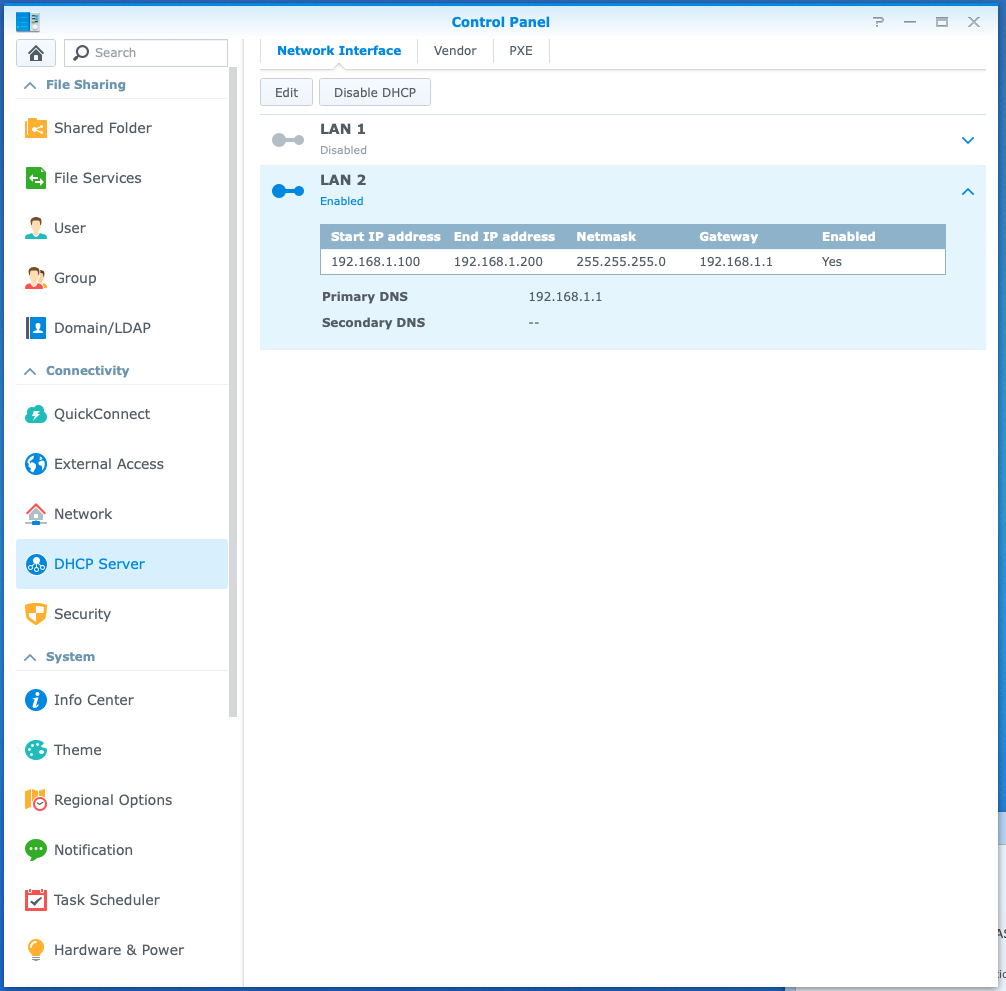 Control Panel
Search
File Sharing
Shared Folder
File Services
User
Group
Domain/LDAP
Connectivity
QuickConnect
External Access
Network
DHCP Server
Security
System
Info Center
Theme
Regional Options
Notification
Task Scheduler
Hardware & Power
Network Interface Vendor PXE
Edit Disable DHCP
LAN 1
Disabled
LAN 2
Enabled
Start IP address End IP address Netmask Gateway Enabled
192.168.1.100 192.168.1.200 255.255.255.0 192.168.1.1 Yes
Primary DNS 192.168.1.1
Secondary DNS --